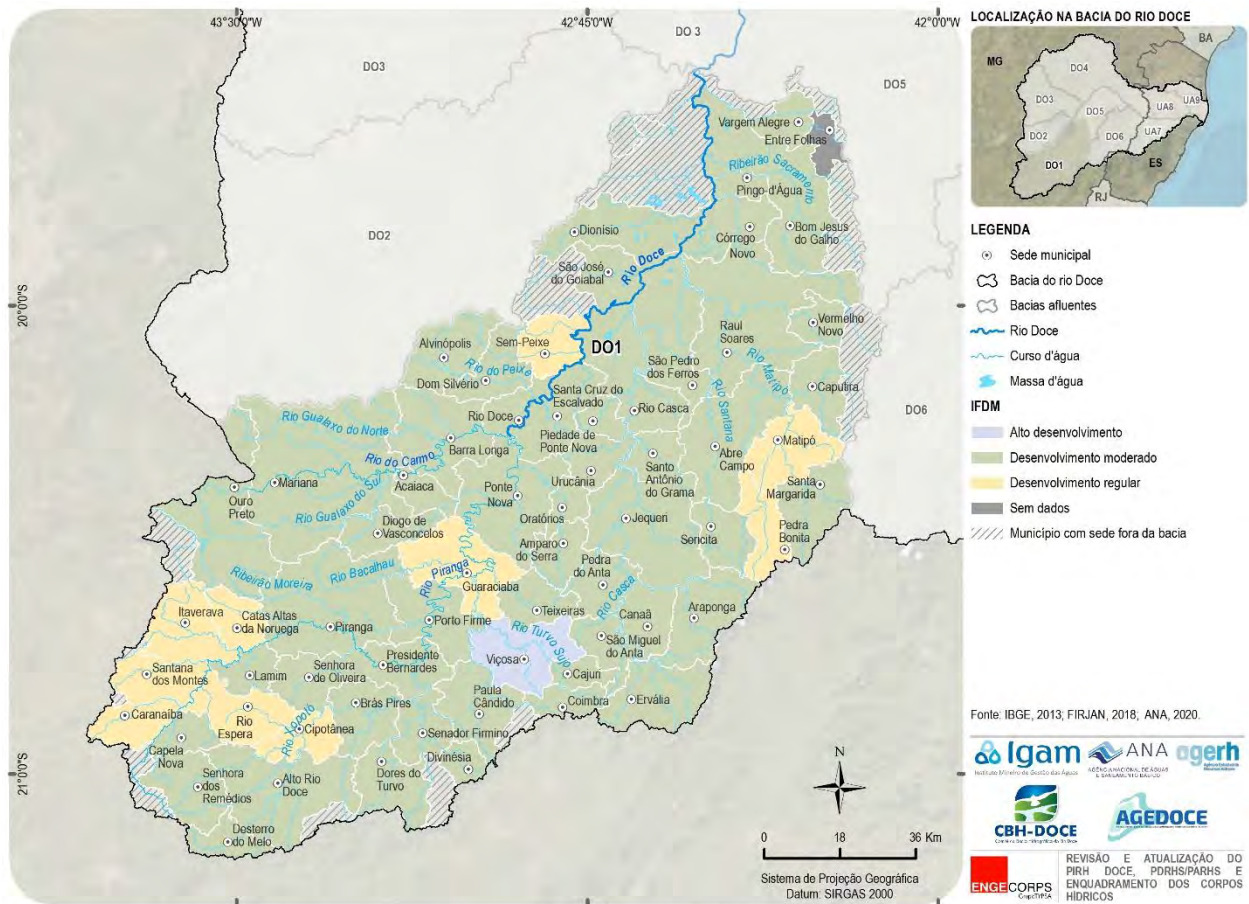 43°30'0"W
42°45'0"W
42°0'0"W
20°0'0"S
21°0'0"S
DO 3
DO3
DO5
DO2
DO6
DO1
Vargem Alegre
Entre Folhas
Ribeirão Sacramento
Pingo-d'Água
Dionísio
Córrego
Novo
Bom Jesus
do Galho
São José
do Goiabal
Rio Doce
Vermelho
Novo
Alvinópolis
Sem-Peixe
Raul
Soares
Rio do Peixe
São Pedro
dos Ferros
Rio Matipó
Dom Silvério
Santa Cruz do
Escalvado
Caputira
Rio Gualaxo do Norte
Rio Doce
Rio Casca
Rio Santana
Piedade de
Ponte Nova
Matipó
Barra Longa
Rio do Carmo
Abre
Campo
Mariana
Acaiaca
Urucânia
Santo
Antônio
do Grama
Santa
Margarida
Ouro
Preto
Rio Gualaxo do Sul
Ponte
Nova
Diogo de
Vasconcelos
Oratórios
Jequeri
Sericita
Amparo
do Serra
Pedra
Bonita
Ribeirão Moreira
Rio Bacalhau
Rio Piranga
Pedra
do Anta
Guaraciaba
Rio Casca
Itaverava
Catas Altas
da Noruega
Piranga
Porto Firme
Teixeiras
Canaã
Araponga
Rio Turvo Sujo
São Miguel
do Anta
Santana
dos Montes
Lamim
Senhora
de Oliveira
Presidente
Bernardes
Viçosa
Cajuri
Paula
Cândido
Coimbra
Ervália
Caranaíba
Rio
Espera
Rio Xopotó
Brás Pires
Cipotânea
Senador Firmino
Capela
Nova
Divinésia
Senhora
dos
Remédios
Alto Rio
Doce
Dores do
Turvo
Desterro
do Melo
N
0 18 36 Km
Sistema de Projeção Geográfica
Datum: SIRGAS 2000
LOCALIZAÇÃO NA BACIA DO RIO DOCE
BA
MG
DO4
DO3
DO5
UA8
UA9
DO2
DO6
UA7
DO1
ES
RJ
LEGENDA
Sede municipal
Bacia do rio Doce
Bacias afluentes
Rio Doce
Curso d'água
Massa d'água
IFDM
Alto desenvolvimento
Desenvolvimento moderado
Desenvolvimento regular
Sem dados
Município com sede fora da bacia
Fonte: IBGE, 2013; FIRJAN, 2018; ANA, 2020.
Igam
Instituto Mineiro de Gestão das Águas
ANA
AGÊNCIA NACIONAL DE ÁGUAS
E SANEAMENTO BÁSICO
agerh
CBH-DOCE
AGEDOCE
ENGECORPS
GrupoTYPSA
REVISÃO E ATUALIZAÇÃO DO
PIRH DOCE, PDRHS/PARHS E
ENQUADRAMENTO DOS CORPOS
HÍDRICOS